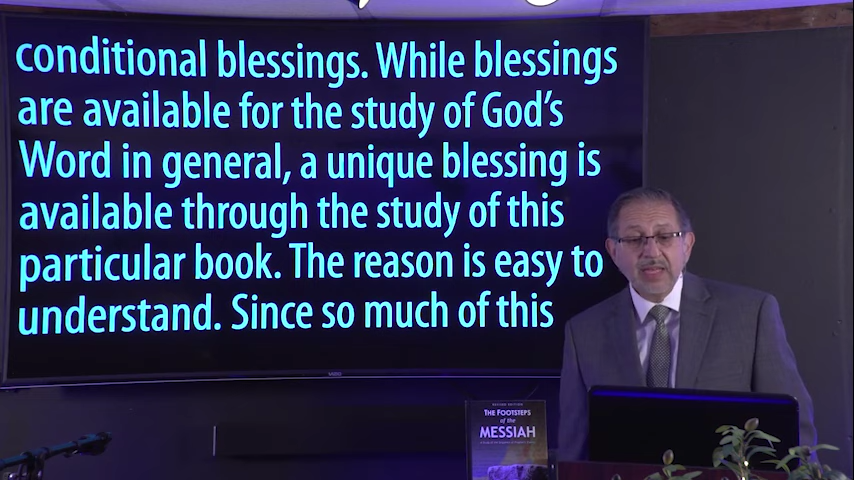 conditional blessings. While blessings
are available for the study of God's
Word in general, a unique blessing is
available through the study of this
particular book. The reason is easy to
understand. Since so much of this
REVISED EDITION
THE FOOTSTEPS
of the
MESSIAH